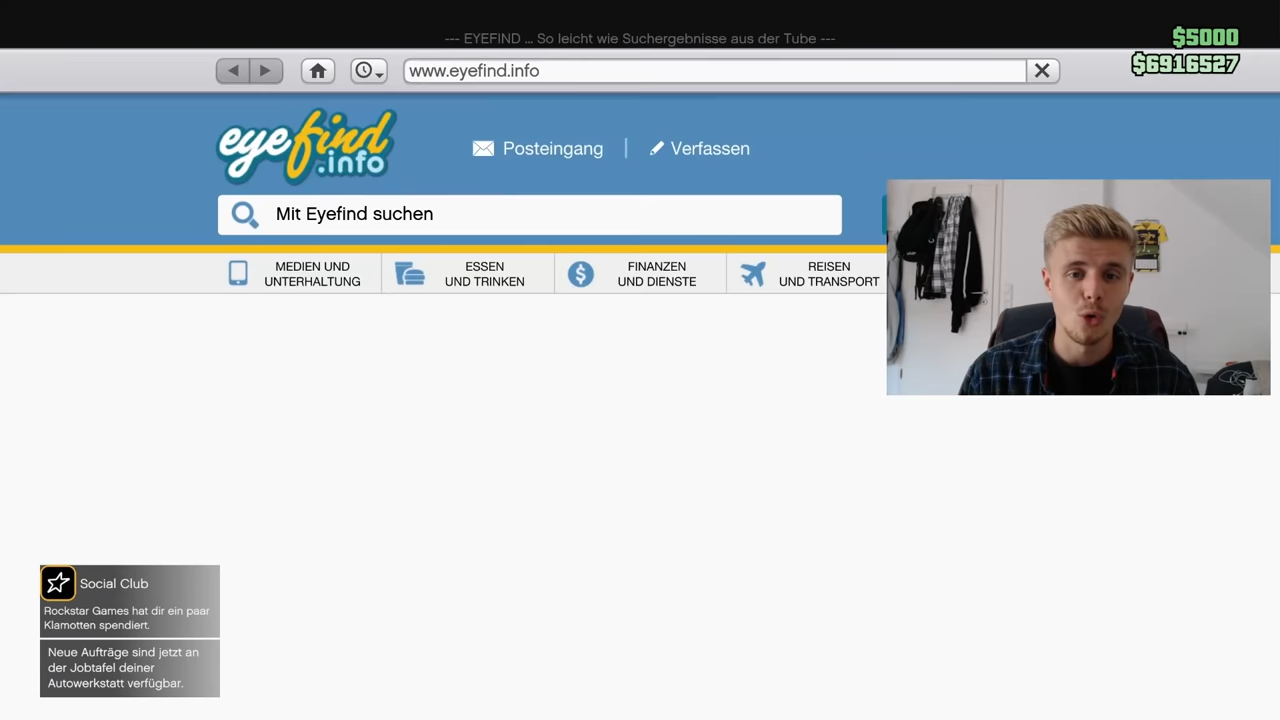 --- EYEFIND ... So leicht wie Suchergebnisse aus der Tube ---
$5000
$6916527
www.eyefind.info
eyefind
.info
Posteingang
Verfassen
Mit Eyefind suchen
MEDIEN UND
UNTERHALTUNG
ESSEN
UND TRINKEN
FINANZEN
UND DIENSTE
REISEN
UND TRANSPORT
Social Club
Rockstar Games hat dir ein paar
Klamotten spendiert.
Neue Aufträge sind jetzt an
der Jobtafel deiner
Autowerkstatt verfügbar.